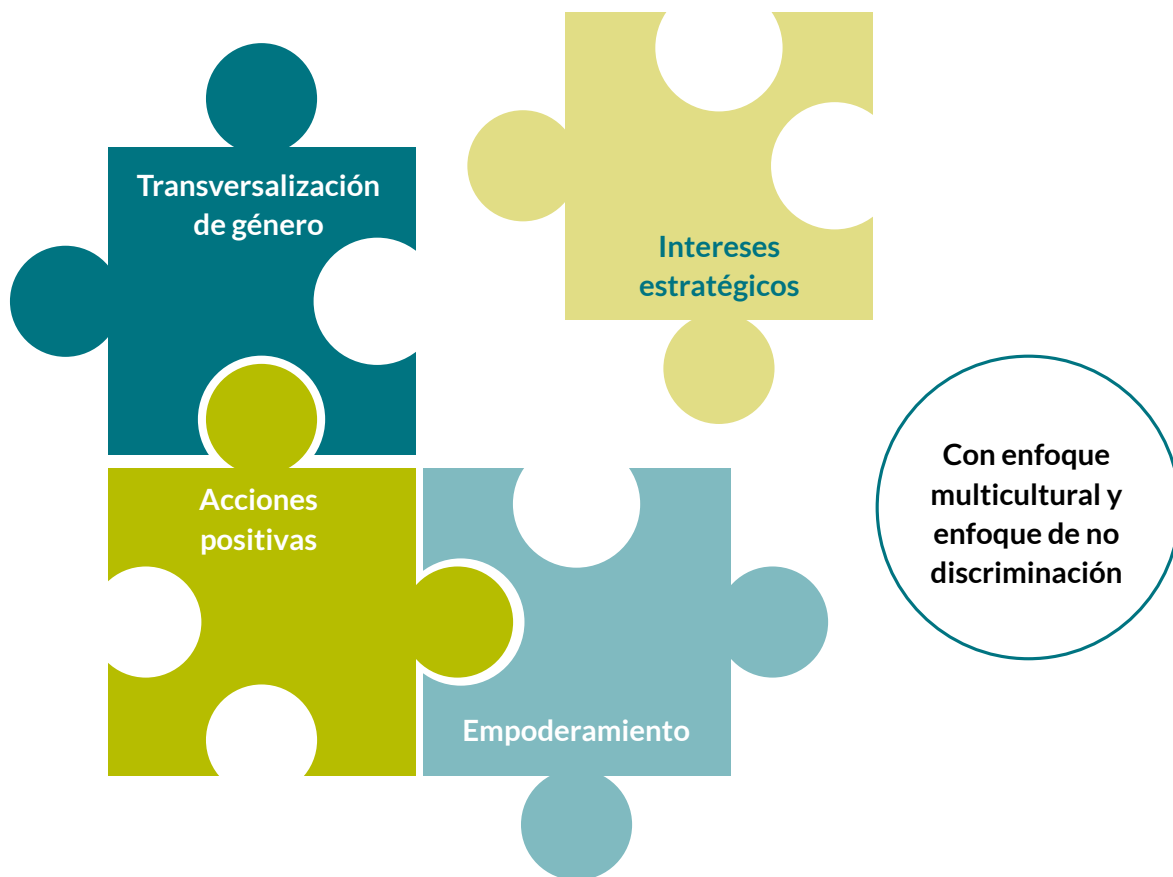 Transversalización
de género
Intereses
estratégicos
Acciones
positivas
Empoderamiento
Con enfoque
multicultural y
enfoque de no
discriminación